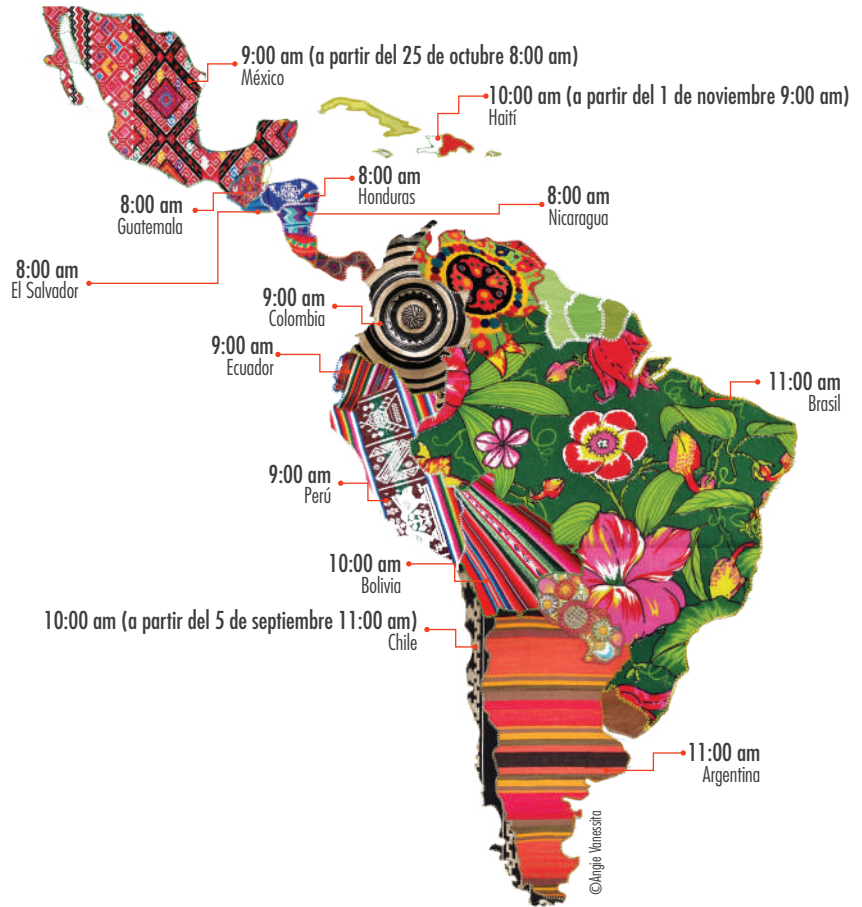 9:00 am (a partir del 25 de octubre 8:00 am)
México
10:00 am (a partir del 1 de noviembre 9:00 am)
Haití
8:00 am
Honduras
8:00 am
Guatemala
8:00 am
Nicaragua
8:00 am
El Salvador
9:00 am
Colombia
9:00 am
Ecuador
11:00 am
Brasil
9:00 am
Perú
10:00 am
Bolivia
10:00 am (a partir del 5 de septiembre 11:00 am)
Chile
11:00 am
Argentina
©Angie Vanessita